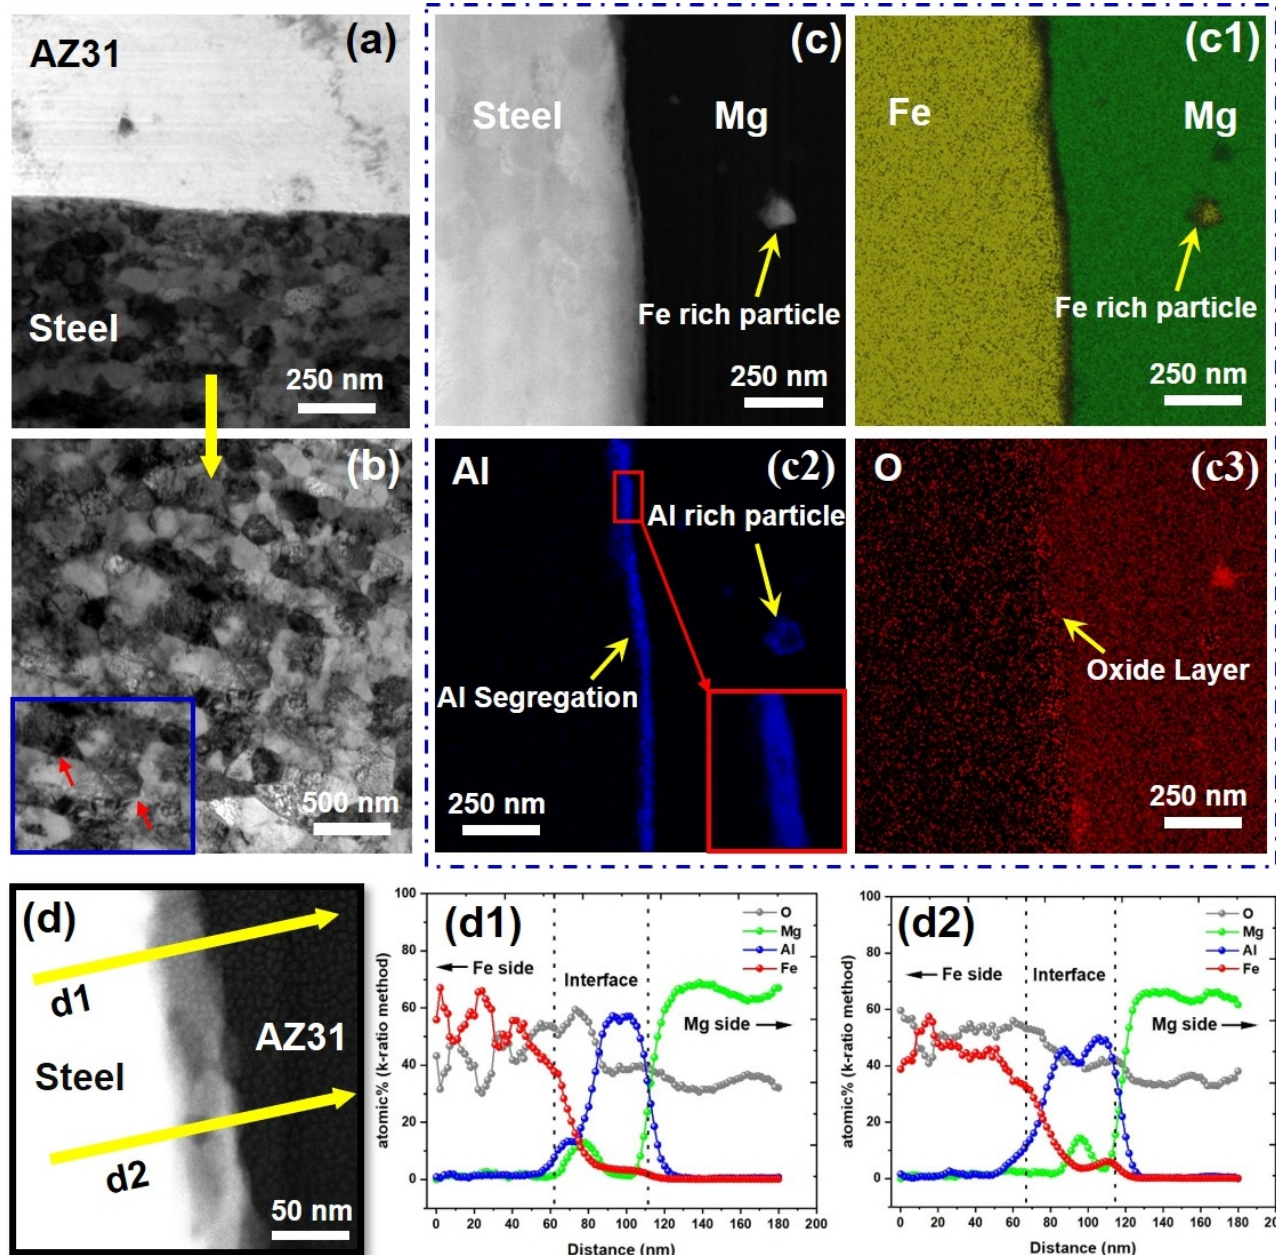 (a)
AZ31
Steel
250 nm
(b)
500 nm
(c)
Steel
Mg
Fe rich particle
250 nm
(c1)
Fe
Mg
Fe rich particle
250 nm
Al
(c2)
Al rich particle
Al Segregation
250 nm
O
(c3)
Oxide Layer
250 nm
(d)
d1
AZ31
Steel
d2
50 nm
(d1)
O
Mg
Al
Fe
Fe side
Interface
Mg side
atomic% (k-ratio method)
100
80
60
40
20
0
0 20 40 60 80 100 120 140 160 180 200
Distance (nm)
(d2)
O
Mg
Al
Fe
Fe side
Interface
Mg side
atomic% (k-ratio method)
100
80
60
40
20
0
0 20 40 60 80 100 120 140 160 180 200
Distance (nm)